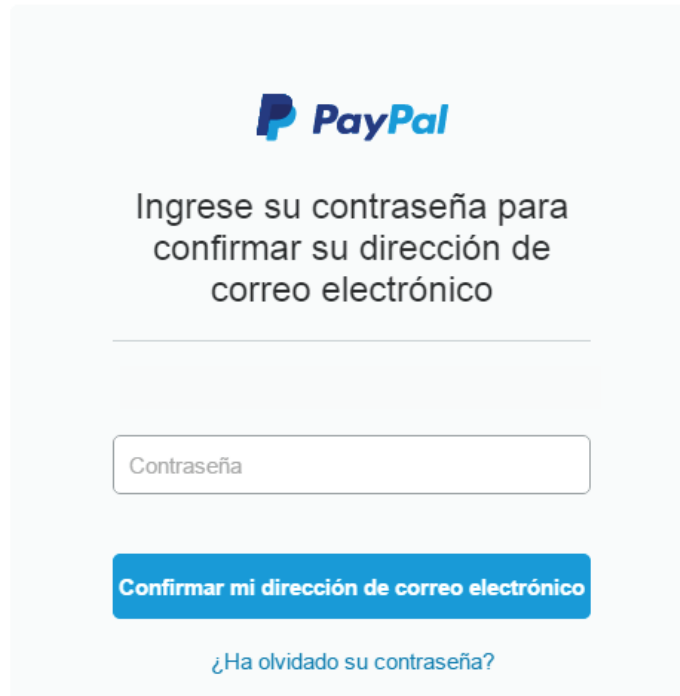 PayPal
Ingrese su contraseña para
confirmar su dirección de
correo electrónico
Contraseña
Confirmar mi dirección de correo electrónico
¿Ha olvidado su contraseña?